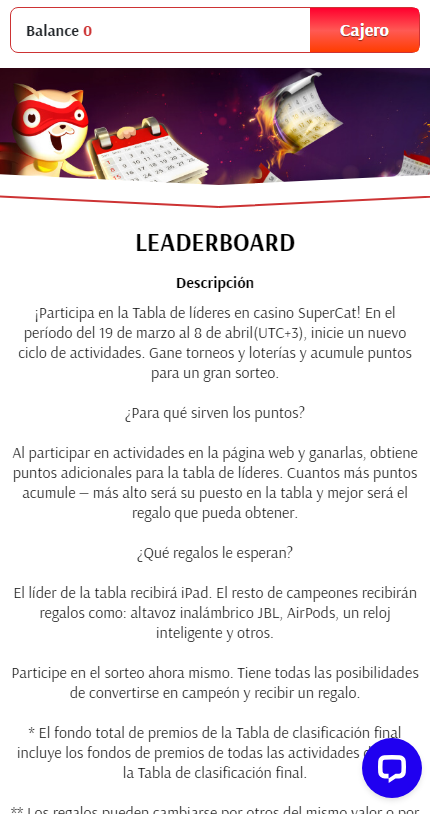 Balance 0
Cajero
LEADERBOARD
Descripción
¡Participa en la Tabla de líderes en casino SuperCat! En el
período del 19 de marzo al 8 de abril(UTC+3), inicie un nuevo
ciclo de actividades. Gane torneos y loterías y acumule puntos
para un gran sorteo.
¿Para qué sirven los puntos?
Al participar en actividades en la página web y ganarlas, obtiene
puntos adicionales para la tabla de líderes. Cuantos más puntos
acumule — más alto será su puesto en la tabla y mejor será el
regalo que pueda obtener.
¿Qué regalos le esperan?
El líder de la tabla recibirá iPad. El resto de campeones recibirán
regalos como: altavoz inalámbrico JBL, AirPods, un reloj
inteligente y otros.
Participe en el sorteo ahora mismo. Tiene todas las posibilidades
de convertirse en campeón y recibir un regalo.
* El fondo total de premios de la Tabla de clasificación final
incluye los fondos de premios de todas las actividades
la Tabla de clasificación final.
** Los regalos pueden cambiarse por otros del mismo valor o por